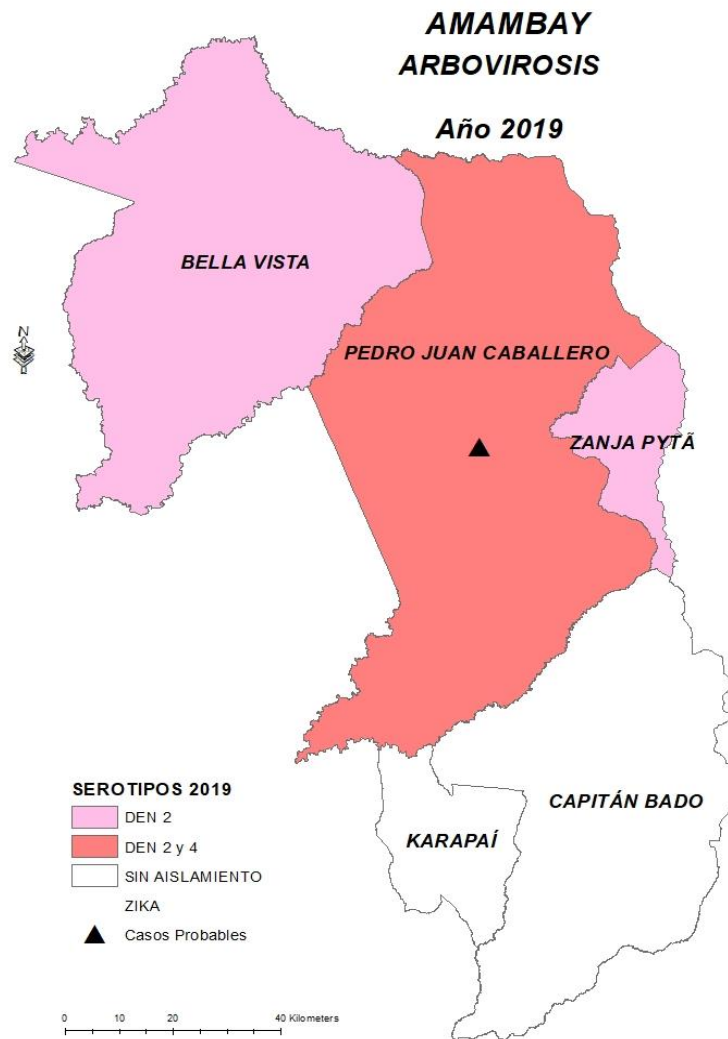 AMAMBAY
ARBOVIROSIS
Año 2019
BELLA VISTA
N
PEDRO JUAN CABALLERO
ZANJA PYTÃ
SEROTIPOS 2019
DEN 2
DEN 2 y 4
SIN AISLAMIENTO
ZIKA
Casos Probables
CAPITÁN BADO
KARAPAÍ
0 10 20 40 Kilometers